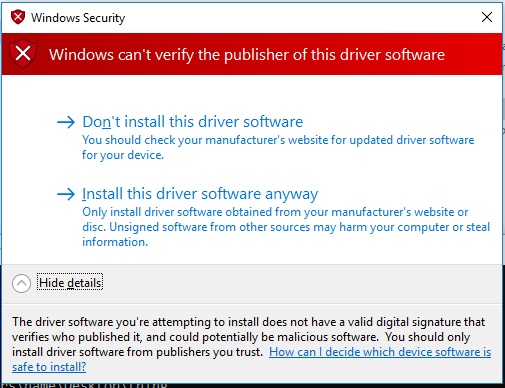 Windows Security
Windows can't verify the publisher of this driver software
Don't install this driver software
You should check your manufacturer's website for updated driver software
for your device.
Install this driver software anyway
Only install driver software obtained from your manufacturer's website or
disc. Unsigned software from other sources may harm your computer or steal
information.
Hide details
The driver software you're attempting to install does not have a valid digital signature that
verifies who published it, and could potentially be malicious software.  You should only
install driver software from publishers you trust.  How can I decide which device software is
safe to install?